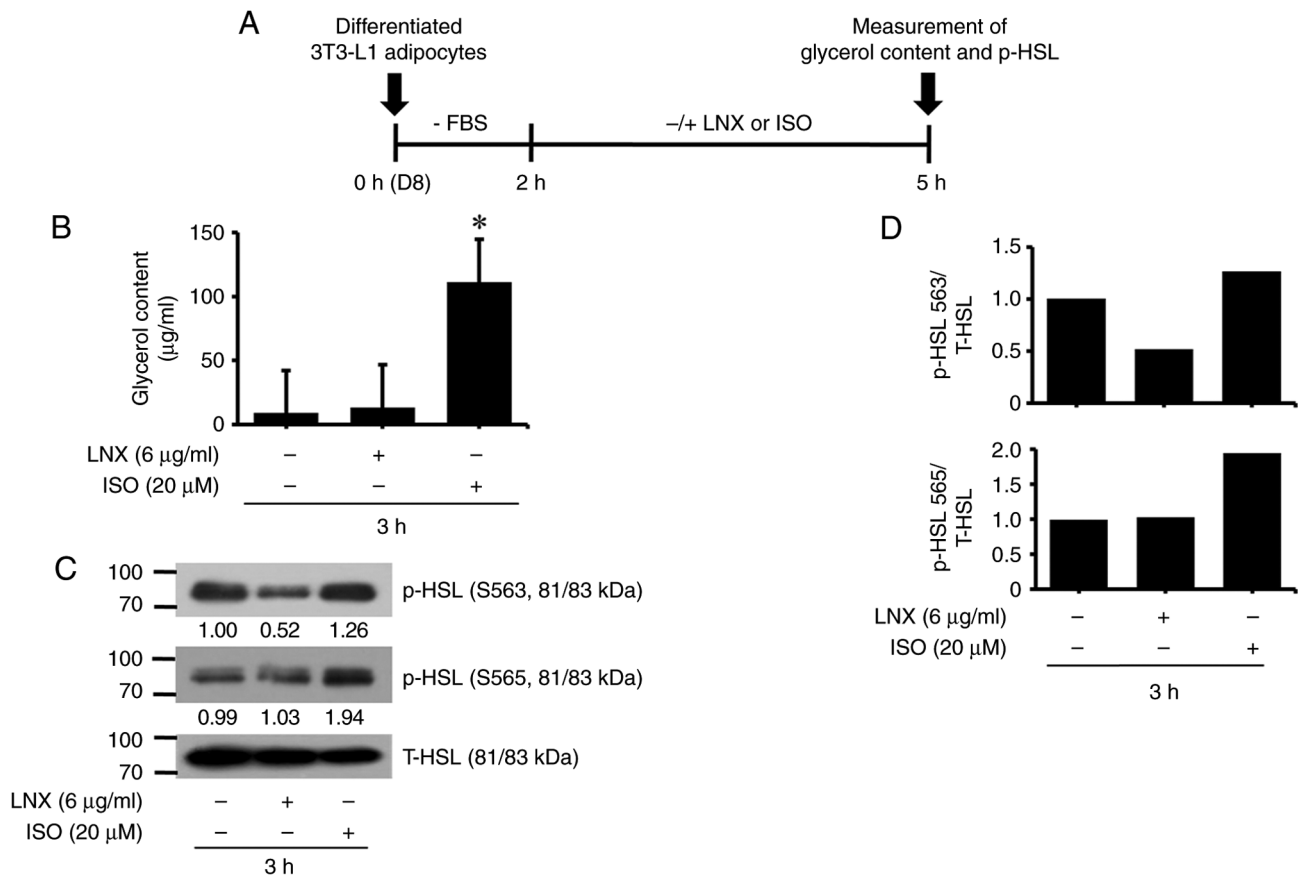 A
Differentiated
3T3-L1 adipocytes
Measurement of
glycerol content and p-HSL
- FBS
–/+ LNX or ISO
0 h (D8)
2 h
5 h
B
Glycerol content
(μg/ml)
150
100
50
0
*
LNX (6 μg/ml) – + –
ISO (20 μM) – – +
3 h
C
100
70
p-HSL (S563, 81/83 kDa)
1.00 0.52 1.26
100
70
p-HSL (S565, 81/83 kDa)
0.99 1.03 1.94
100
70
T-HSL (81/83 kDa)
LNX (6 μg/ml) – + –
ISO (20 μM) – – +
3 h
D
p-HSL 563/
T-HSL
1.5
1.0
0.5
0
p-HSL 565/
T-HSL
2.0
1.5
1.0
0.5
0
LNX (6 μg/ml) – + –
ISO (20 μM) – – +
3 h